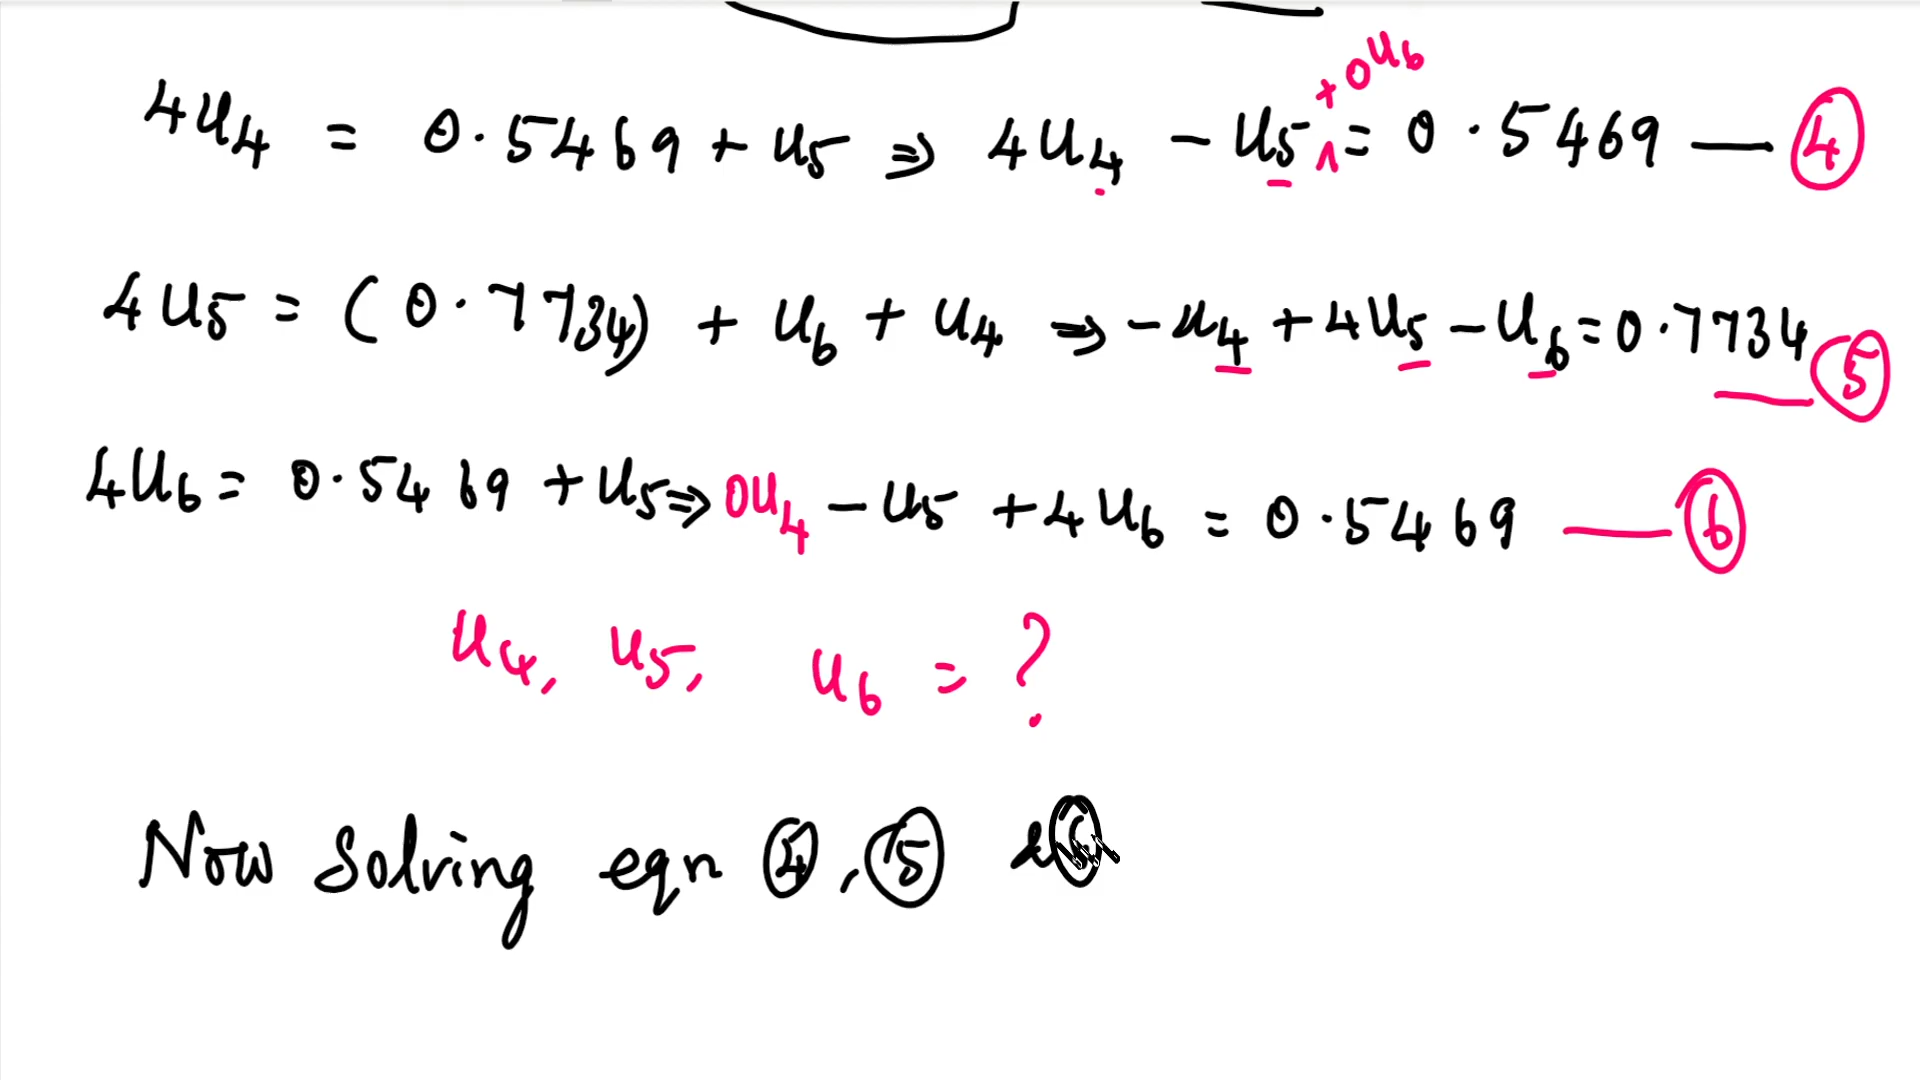 + 0u6
4u4 = 0.5469 + u5 ⇒ 4u4 - u5 ∧ = 0.5469 — ④
4u5 = (0.7734) + u6 + u4 ⇒ -u4 + 4u5 - u6 = 0.7734 — ⑤
4u6 = 0.5469 + u5 ⇒ 0u4 - u5 + 4u6 = 0.5469 — ⑥
u4, u5, u6 = ?
Now solving eqn ④, ⑤ &